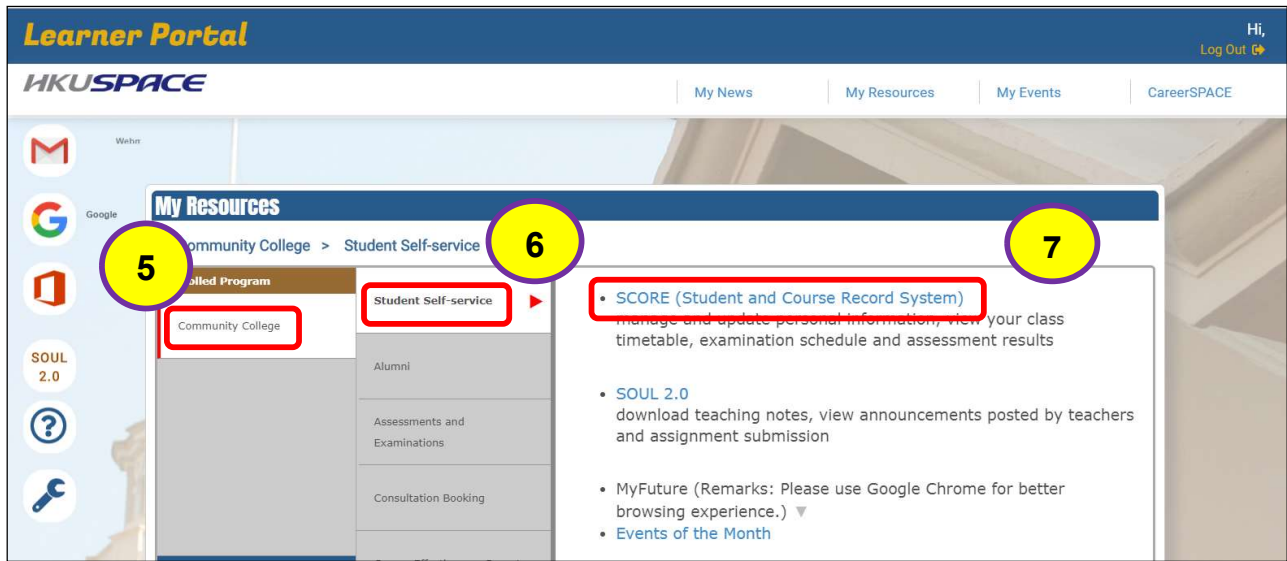 Learner Portal
Hi,
Log Out
HKUSPACE
My News
My Resources
My Events
CareerSPACE
Google
SOUL
2.0
My Resources
Community College > Student Self-service
5
6
7
Program
Community College
Student Self-service
Alumni
Assessments and
Examinations
Consultation Booking
• SCORE (Student and Course Record System)
manage and update personal information, view your class
timetable, examination schedule and assessment results
• SOUL 2.0
download teaching notes, view announcements posted by teachers
and assignment submission
• MyFuture (Remarks: Please use Google Chrome for better
browsing experience.) ▼
• Events of the Month